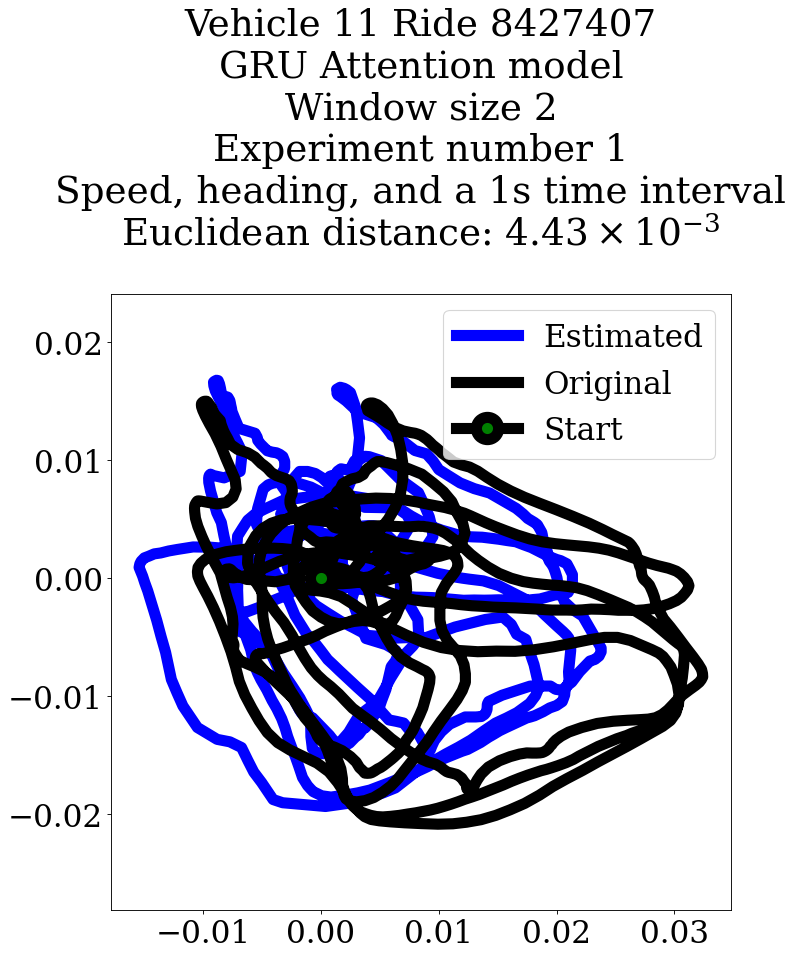 Vehicle 11 Ride 8427407
GRU Attention model
Window size 2
Experiment number 1
Speed, heading, and a 1s time interval
Euclidean distance: 4.43 × 10⁻³
Estimated
Original
Start
0.02
0.01
0.00
−0.01
−0.02
−0.01 0.00 0.01 0.02 0.03